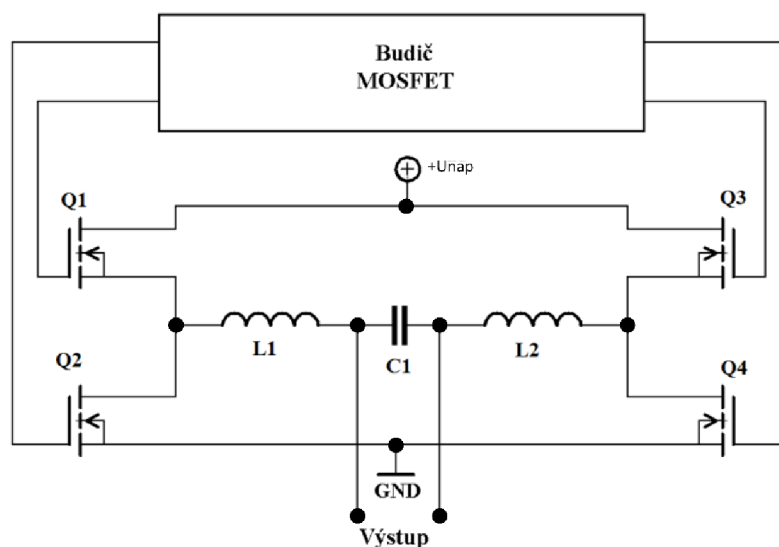 Budič
MOSFET
+Unap
Q1
Q3
L1
C1
L2
Q2
Q4
GND
Výstup